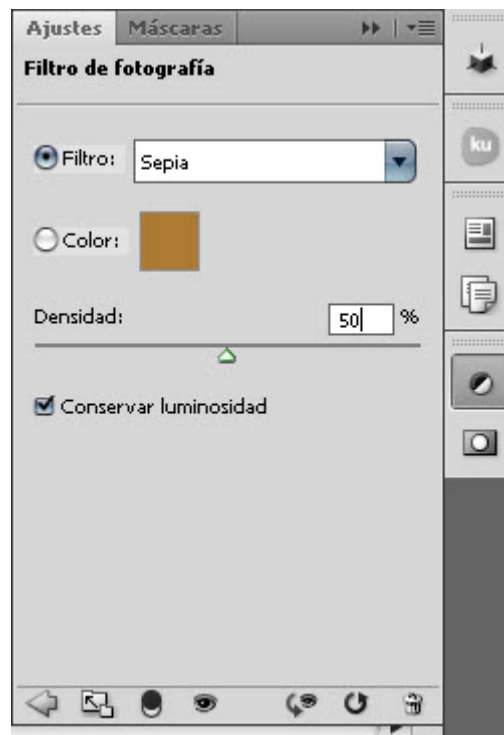 Ajustes Máscaras
Filtro de fotografía
Filtro: Sepia
Color:
Densidad: 50 %
Conservar luminosidad
ku